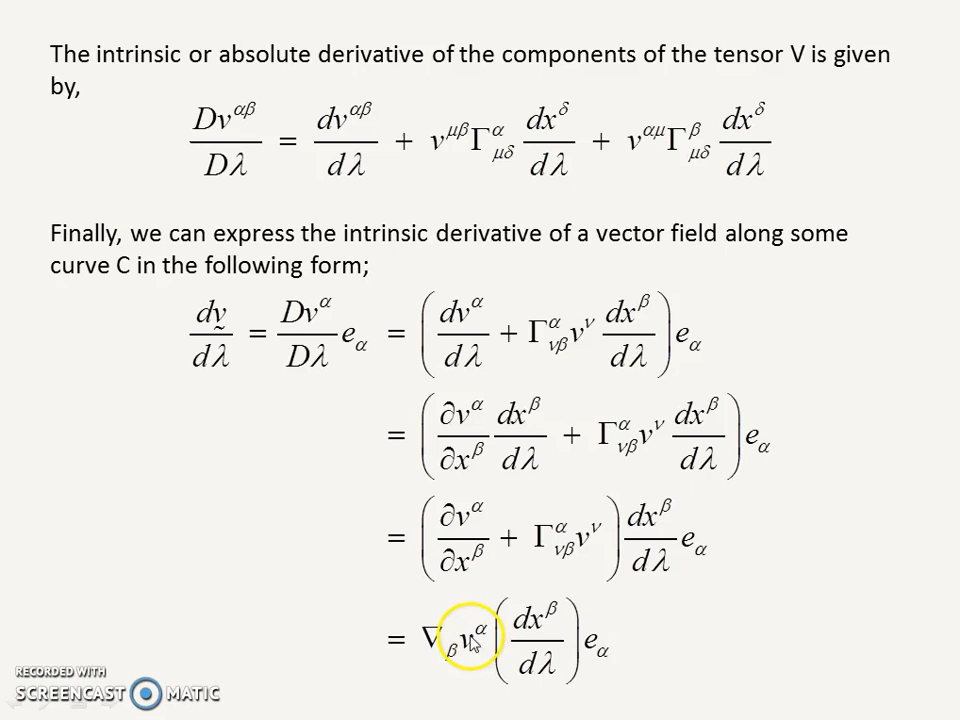 The intrinsic or absolute derivative of the components of the tensor V is given
by,
Dv^{αβ}/Dλ = dv^{αβ}/dλ + v^{μβ} Γ^α_{μδ} dx^δ/dλ + v^{αμ} Γ^β_{μδ} dx^δ/dλ
Finally, we can express the intrinsic derivative of a vector field along some
curve C in the following form;
dv̰/dλ = Dv^α/Dλ e_α = (dv^α/dλ + Γ^α_{νβ} v^ν dx^β/dλ) e_α
= (∂v^α/∂x^β dx^β/dλ + Γ^α_{νβ} v^ν dx^β/dλ) e_α
= (∂v^α/∂x^β + Γ^α_{νβ} v^ν) dx^β/dλ e_α
= ∇_β v^α (dx^β/dλ) e_α
RECORDED WITH
SCREENCAST MATIC